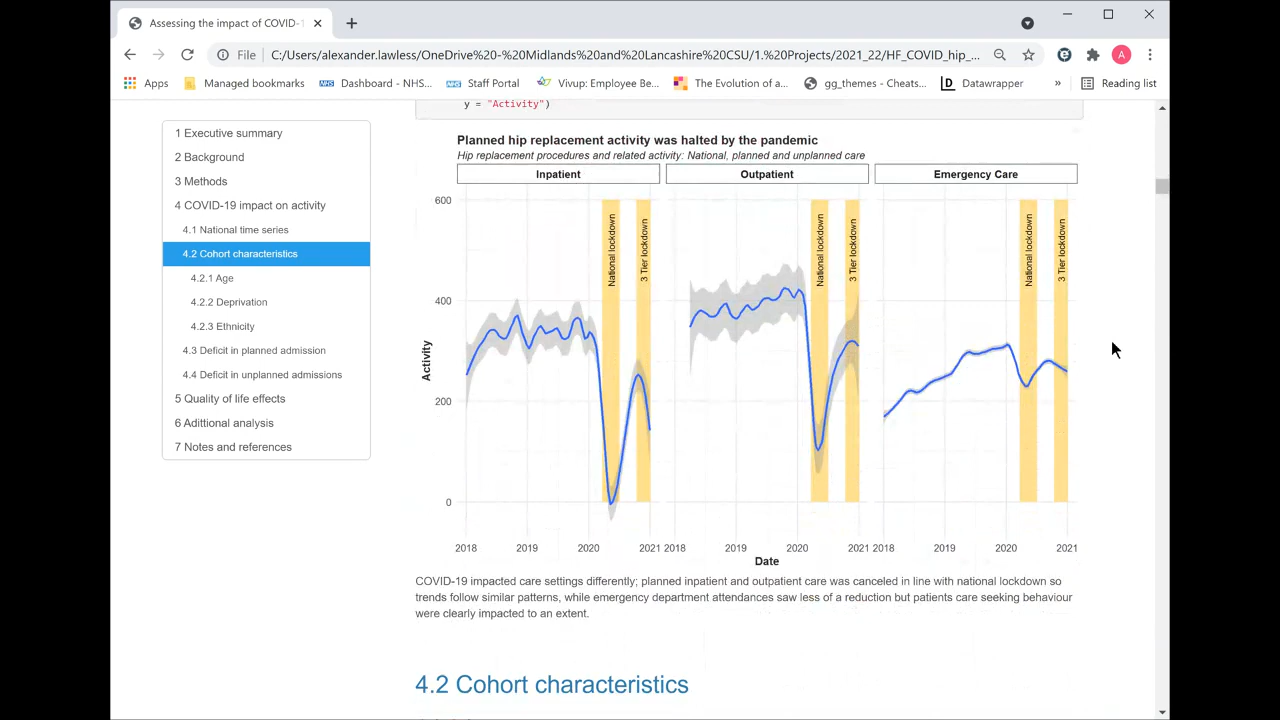 Assessing the impact of COVID-1
File
C:/Users/alexander.lawless/OneDrive%20-%20Midlands%20and%20Lancashire%20CSU/1.%20Projects/2021_22/HF_COVID_hip_...
A
Apps
Managed bookmarks
Dashboard - NHS...
Staff Portal
Vivup: Employee Be...
The Evolution of a...
gg_themes - Cheats...
D Datawrapper
»
Reading list
y = "Activity")
1 Executive summary
2 Background
3 Methods
4 COVID-19 impact on activity
4.1 National time series
4.2 Cohort characteristics
4.2.1 Age
4.2.2 Deprivation
4.2.3 Ethnicity
4.3 Deficit in planned admission
4.4 Deficit in unplanned admissions
5 Quality of life effects
6 Addittional analysis
7 Notes and references
Planned hip replacement activity was halted by the pandemic
Hip replacement procedures and related activity: National, planned and unplanned care
Inpatient
Outpatient
Emergency Care
600
400
200
0
Activity
National lockdown
3 Tier lockdown
National lockdown
3 Tier lockdown
National lockdown
3 Tier lockdown
2018 2019 2020 2021
2018 2019 2020 2021
2018 2019 2020 2021
Date
COVID-19 impacted care settings differently; planned inpatient and outpatient care was canceled in line with national lockdown so
trends follow similar patterns, while emergency department attendances saw less of a reduction but patients care seeking behaviour
were clearly impacted to an extent.
4.2 Cohort characteristics